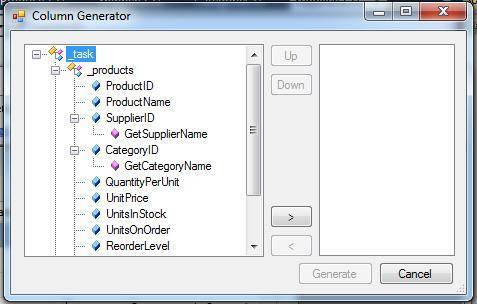 Column Generator
_task
_products
ProductID
ProductName
SupplierID
GetSupplierName
CategoryID
GetCategoryName
QuantityPerUnit
UnitPrice
UnitsInStock
UnitsOnOrder
ReorderLevel
Up
Down
>
<
Generate
Cancel